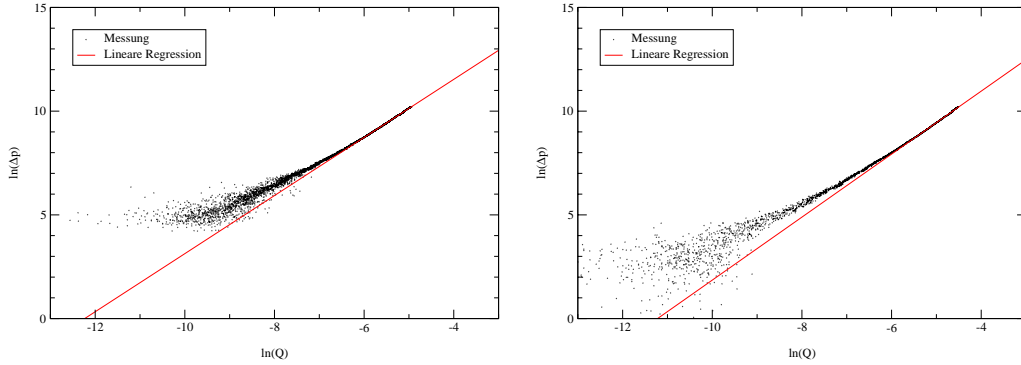 15
10
5
0
ln(Δp)
Messung
Lineare Regression
-12
-10
-8
-6
-4
ln(Q)
15
10
5
0
ln(Δp)
Messung
Lineare Regression
-12
-10
-8
-6
-4
ln(Q)